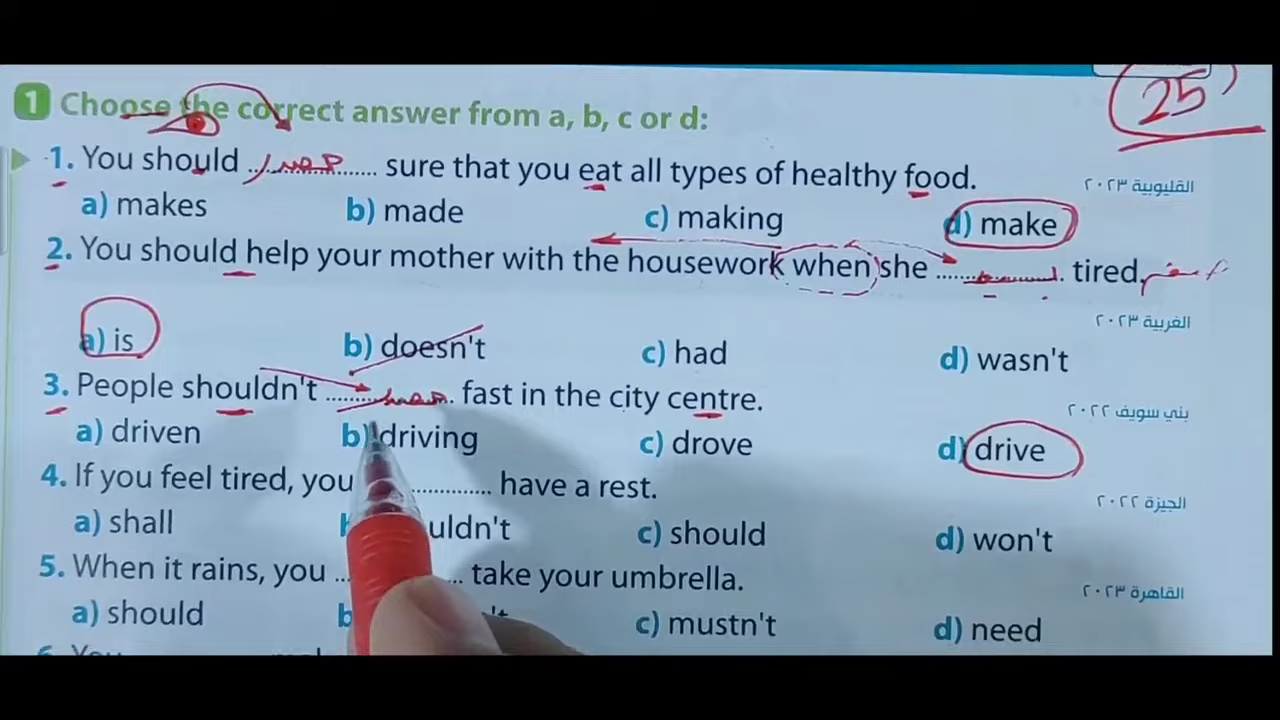 25
1 Choose the correct answer from a, b, c or d:
1. You should مصدر sure that you eat all types of healthy food. القليوبية ٢٠٢٣
a) makes b) made c) making d) make
2. You should help your mother with the housework when she ............ tired.
الغربية ٢٠٢٣
a) is b) doesn't c) had d) wasn't
3. People shouldn't مصدر fast in the city centre. بني سويف ٢٠٢٢
a) driven b) driving c) drove d) drive
4. If you feel tired, you ............ have a rest. الجيزة ٢٠٢٢
a) shall uldn't c) should d) won't
5. When it rains, you ............ take your umbrella. القاهرة ٢٠٢٣
a) should b 't c) mustn't d) need